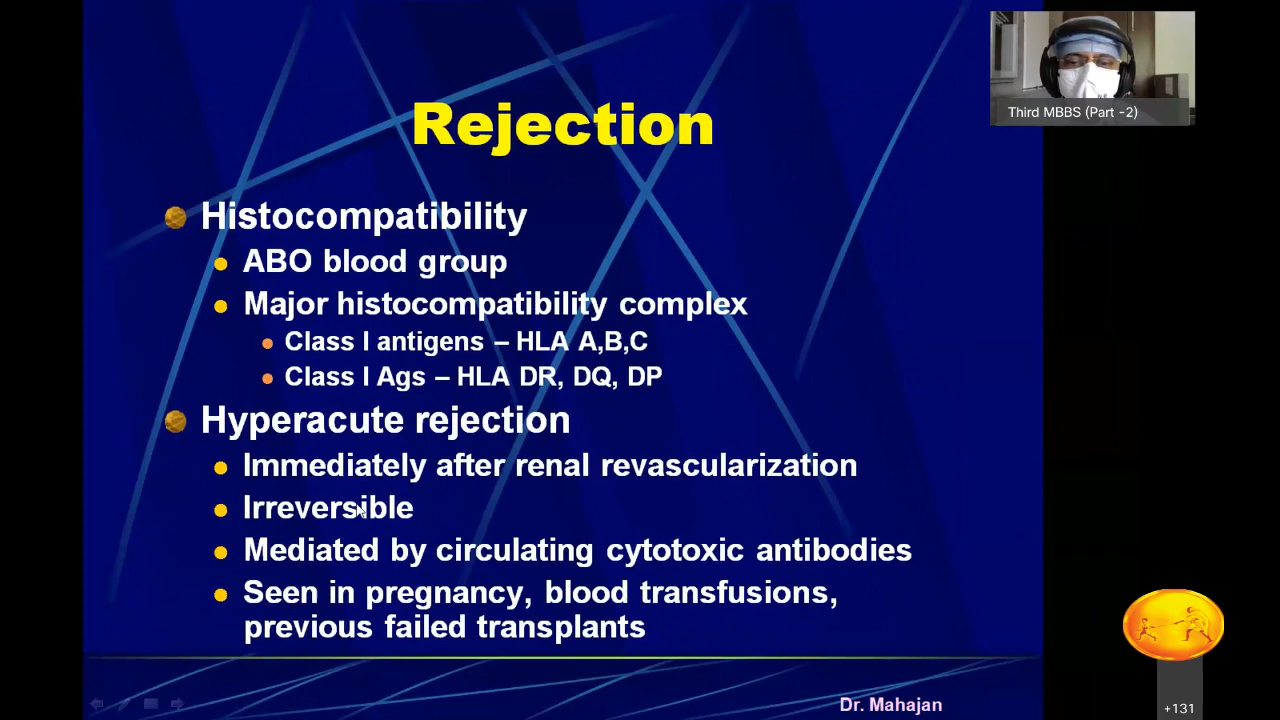 Third MBBS (Part -2)
Rejection
Histocompatibility
ABO blood group
Major histocompatibility complex
Class I antigens – HLA A,B,C
Class I Ags – HLA DR, DQ, DP
Hyperacute rejection
Immediately after renal revascularization
Irreversible
Mediated by circulating cytotoxic antibodies
Seen in pregnancy, blood transfusions,
previous failed transplants
Dr. Mahajan
+131